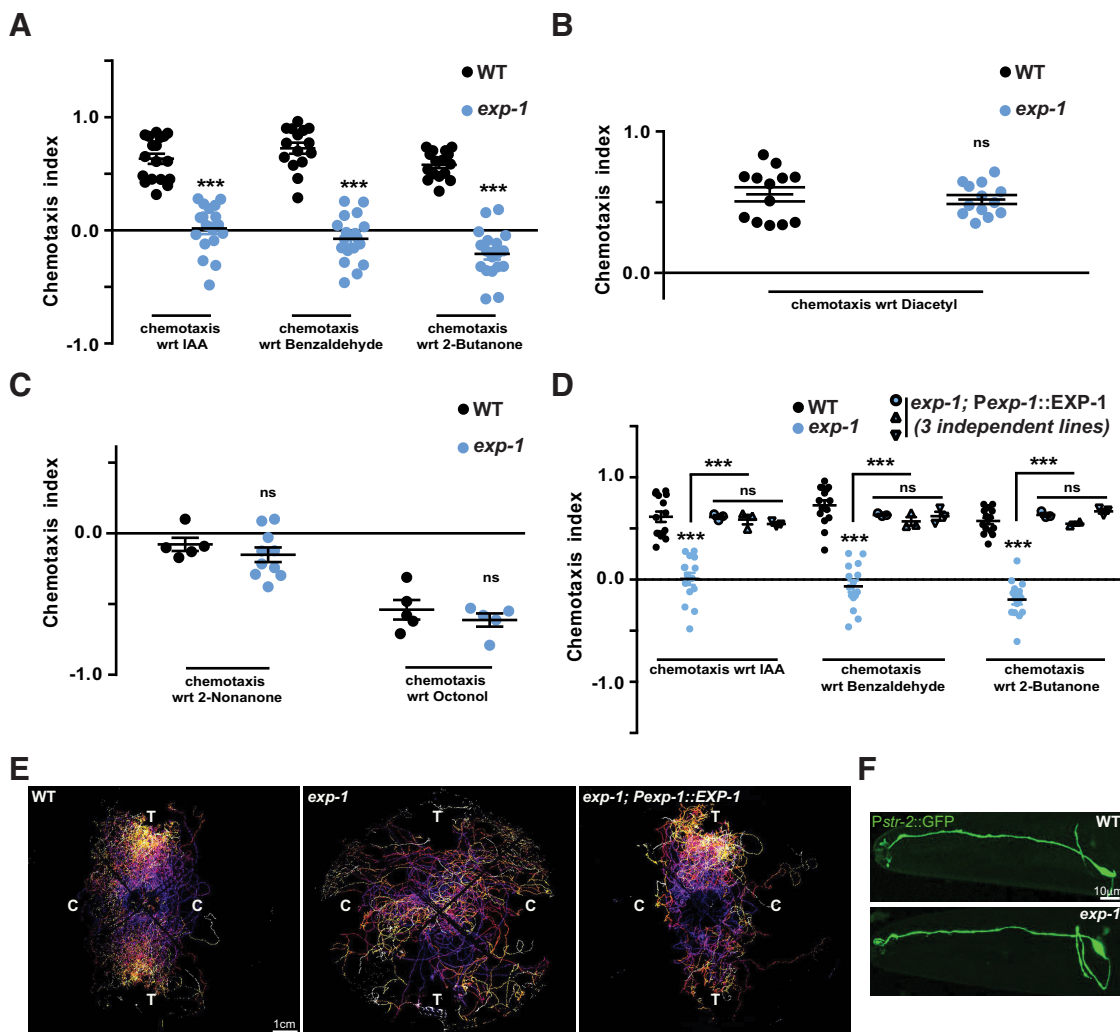 A
WT
exp-1
1.0
0.0
-1.0
Chemotaxis index
***
***
***
chemotaxis
wrt IAA
chemotaxis
wrt Benzaldehyde
chemotaxis
wrt 2-Butanone
B
WT
exp-1
1.0
0.0
Chemotaxis index
ns
chemotaxis wrt Diacetyl
C
WT
exp-1
0.0
-1.0
Chemotaxis index
ns
ns
chemotaxis
wrt 2-Nonanone
chemotaxis
wrt Octonol
D
WT
exp-1
exp-1; Pexp-1::EXP-1
(3 independent lines)
1.0
0.0
-1.0
Chemotaxis index
***
ns
***
***
ns
***
***
ns
***
chemotaxis wrt IAA
chemotaxis
wrt Benzaldehyde
chemotaxis
wrt 2-Butanone
E
WT
T
C
C
T
1cm
exp-1
T
C
T
exp-1; Pexp-1::EXP-1
T
C
C
T
F
Pstr-2::GFP
WT
10µm
exp-1